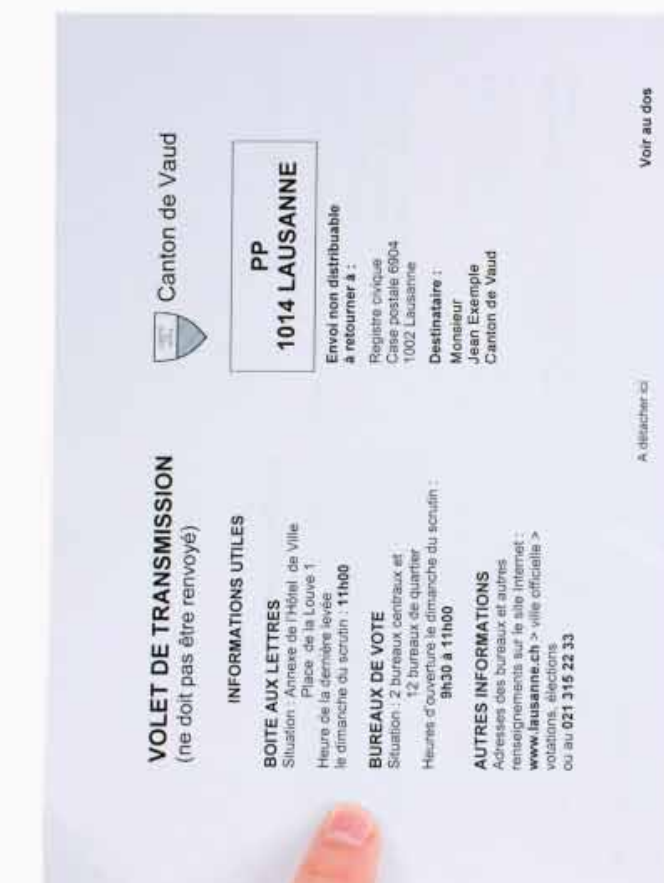 VOLET DE TRANSMISSION
(ne doit pas être renvoyé)
INFORMATIONS UTILES
BOITE AUX LETTRES
Situation : Annexe de l'Hôtel de Ville
Place de la Louve 1
Heure de la dernière levée
le dimanche du scrutin : 11h00
BUREAUX DE VOTE
Situation : 2 bureaux centraux et
12 bureaux de quartier
Heures d'ouverture le dimanche du scrutin :
9h30 à 11h00
AUTRES INFORMATIONS
Adresses des bureaux et autres
renseignements sur le site Internet :
www.lausanne.ch > ville officielle >
votations, élections
ou au 021 315 22 33
Canton de Vaud
PP
1014 LAUSANNE
Envoi non distribuable
à retourner à :
Registre civique
Case postale 6904
1002 Lausanne
Destinataire :
Monsieur
Jean Exemple
Canton de Vaud
A détacher ici
Voir au dos